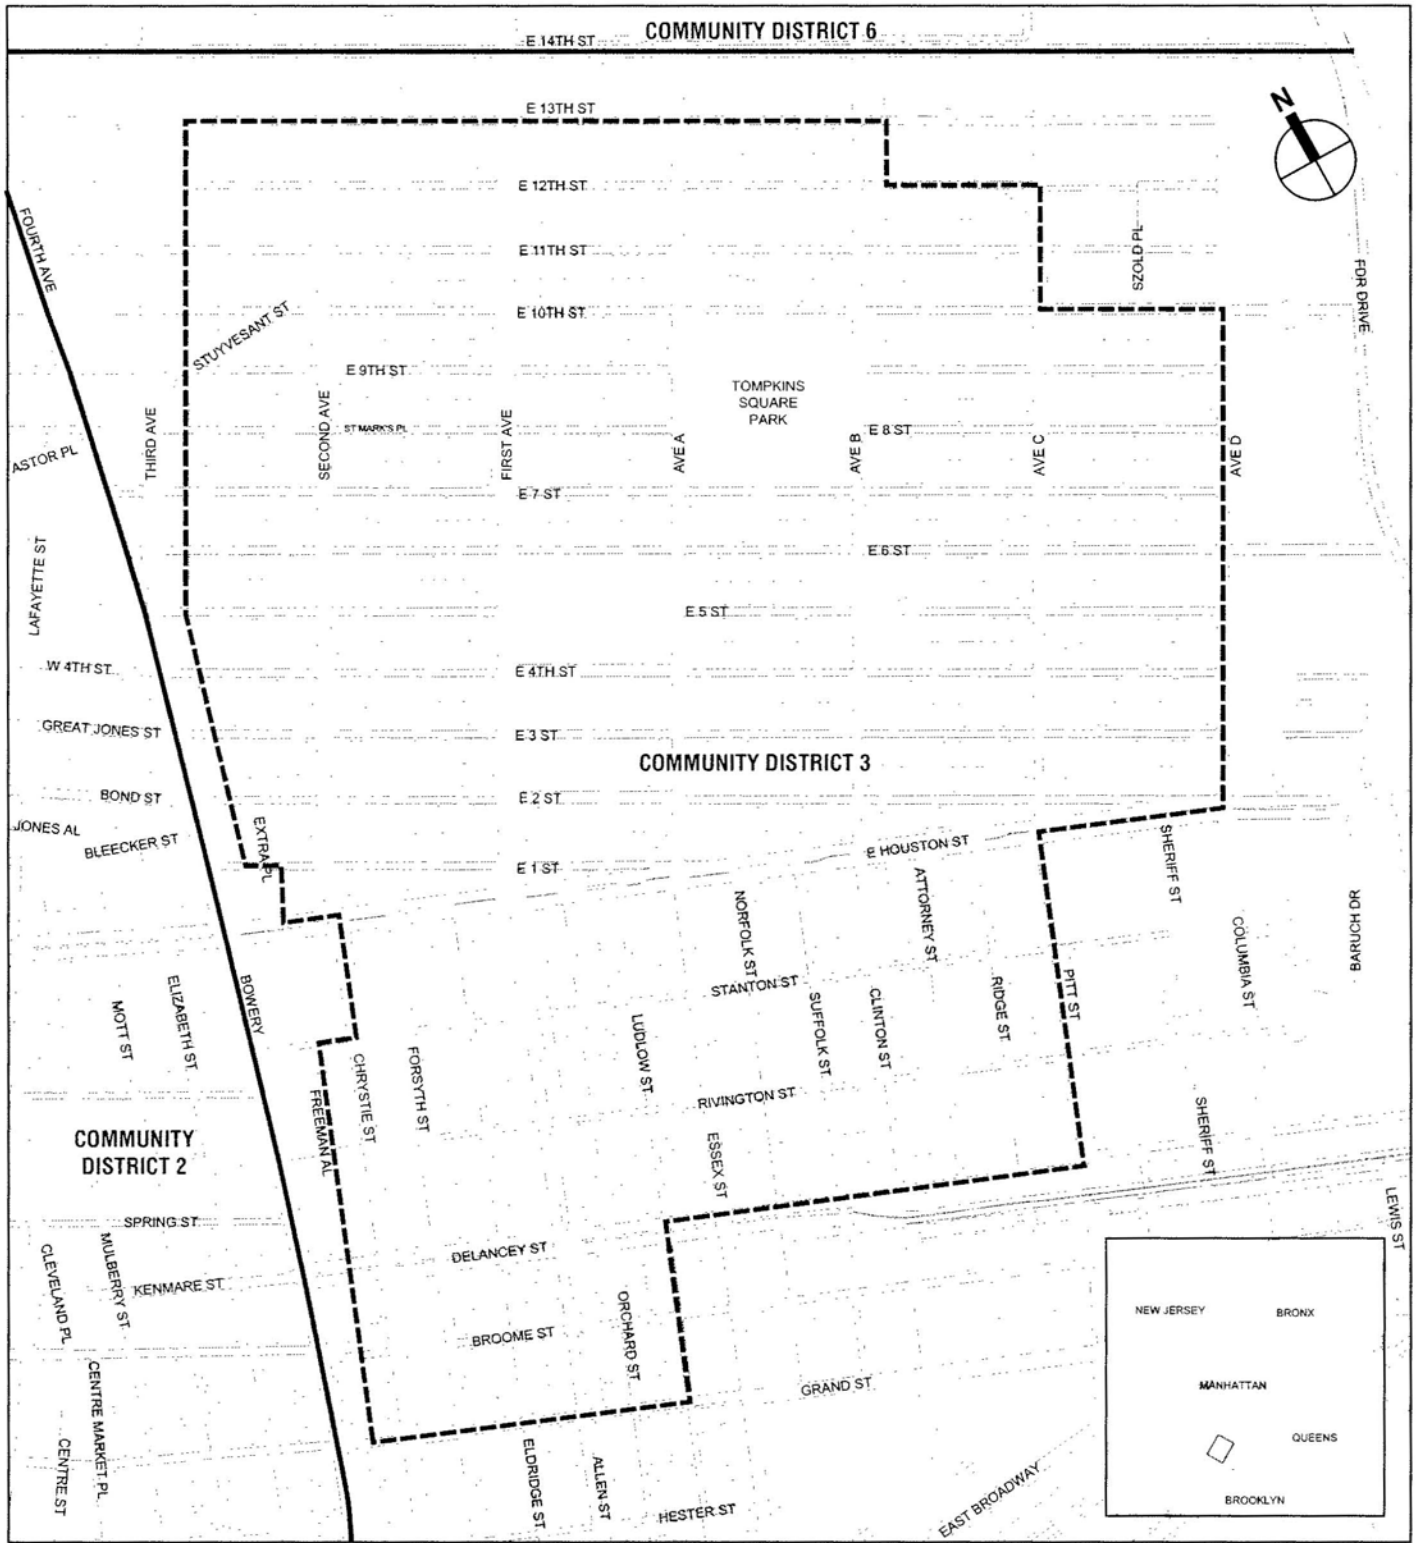 COMMUNITY DISTRICT 6
E 14TH ST
E 13TH ST
N
E 12TH ST
FOURTH AVE
E 11TH ST
SZOLD PL
FDR DRIVE
E 10TH ST
STUYVESANT ST
E 9TH ST
TOMPKINS
SQUARE
PARK
THIRD AVE
SECOND AVE
ST MARK'S PL
FIRST AVE
AVE A
AVE B
E 8 ST
AVE C
AVE D
ASTOR PL
E 7 ST
LAFAYETTE ST
E 6 ST
E 5 ST
W 4TH ST
E 4TH ST
GREAT JONES ST
E 3 ST
COMMUNITY DISTRICT 3
BOND ST
E 2 ST
JONES AL
BLEECKER ST
EXTRA PL
E 1 ST
E HOUSTON ST
SHERIFF ST
NORFOLK ST
ATTORNEY ST
COLUMBIA ST
BARUCH DR
MOTT ST
ELIZABETH ST
BOWERY
STANTON ST
SUFFOLK ST
CLINTON ST
RIDGE ST
PITT ST
LUDLOW ST
FORSYTH ST
CHRYSTIE ST
FREEMAN AL
RIVINGTON ST
ESSEX ST
SHERIFF ST
COMMUNITY
DISTRICT 2
SPRING ST
LEWIS ST
CLEVELAND PL
MULBERRY ST
KENMARE ST
DELANCEY ST
ORCHARD ST
BROOME ST
GRAND ST
CENTRE MARKET PL
CENTRE ST
ELDRIDGE ST
ALLEN ST
HESTER ST
EAST BROADWAY
NEW JERSEY
BRONX
MANHATTAN
QUEENS
BROOKLYN